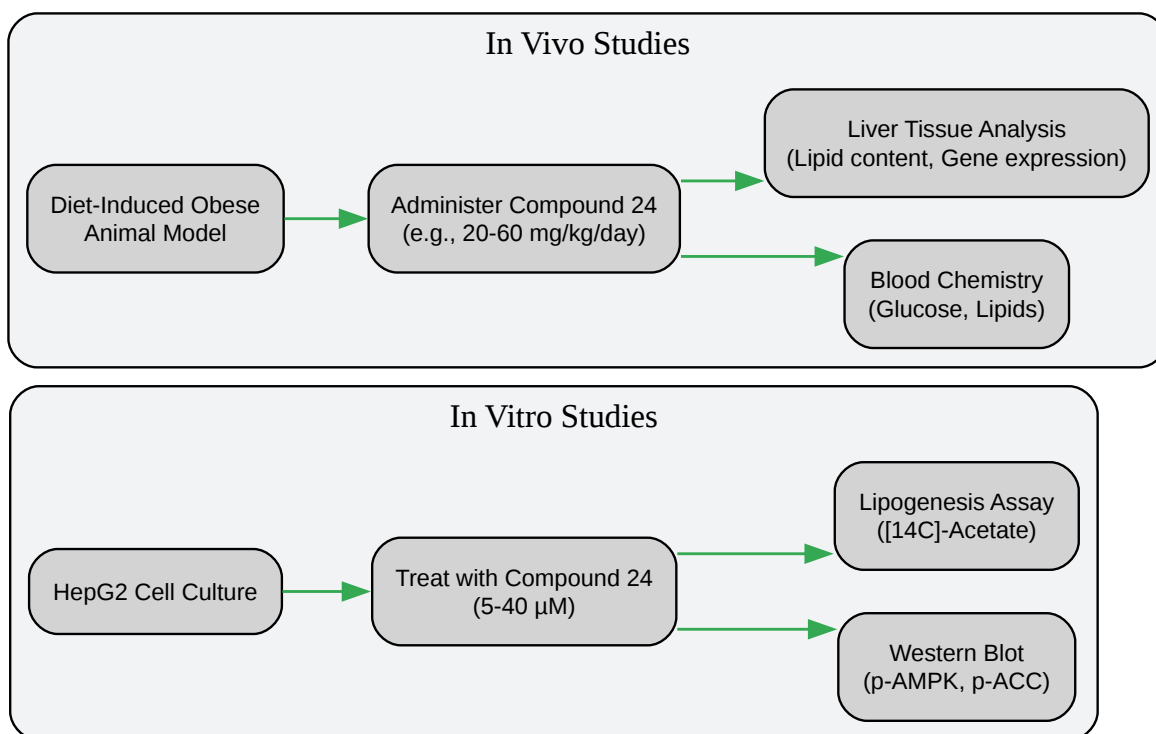 In Vivo Studies
Diet-Induced Obese
Animal Model
Administer Compound 24
(e.g., 20-60 mg/kg/day)
Liver Tissue Analysis
(Lipid content, Gene expression)
Blood Chemistry
(Glucose, Lipids)
In Vitro Studies
HepG2 Cell Culture
Treat with Compound 24
(5-40 µM)
Lipogenesis Assay
([14C]-Acetate)
Western Blot
(p-AMPK, p-ACC)